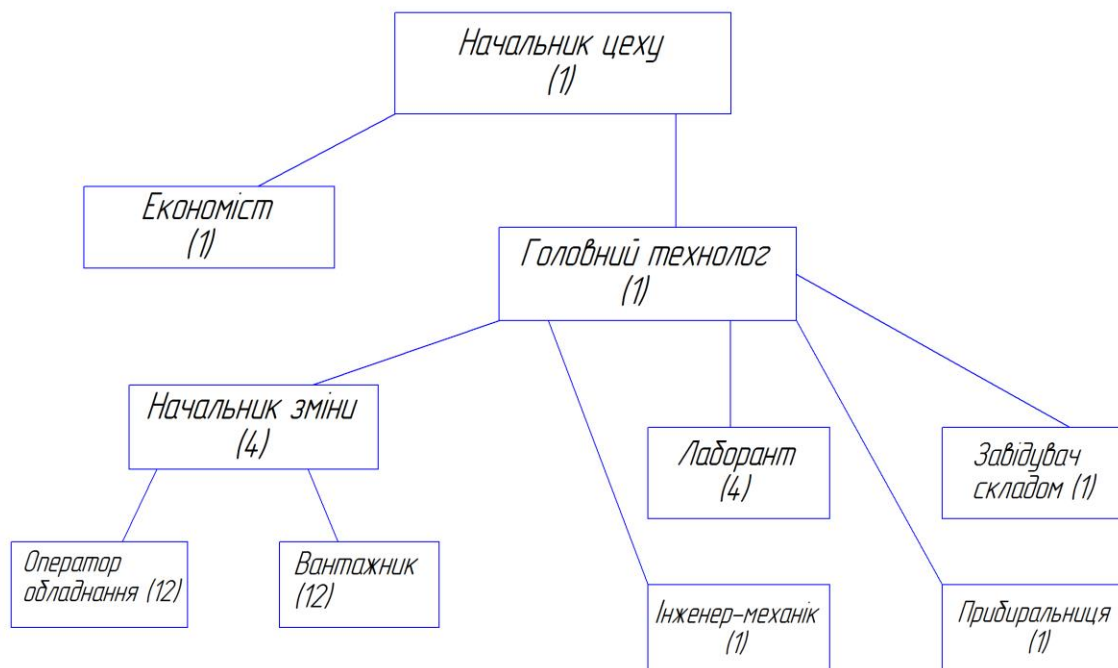 Начальник цеху
(1)
Економіст
(1)
Головний технолог
(1)
Начальник зміни
(4)
Лаборант
(4)
Завідувач
складом (1)
Оператор
обладнання (12)
Вантажник
(12)
Інженер-механік
(1)
Прибиральниця
(1)